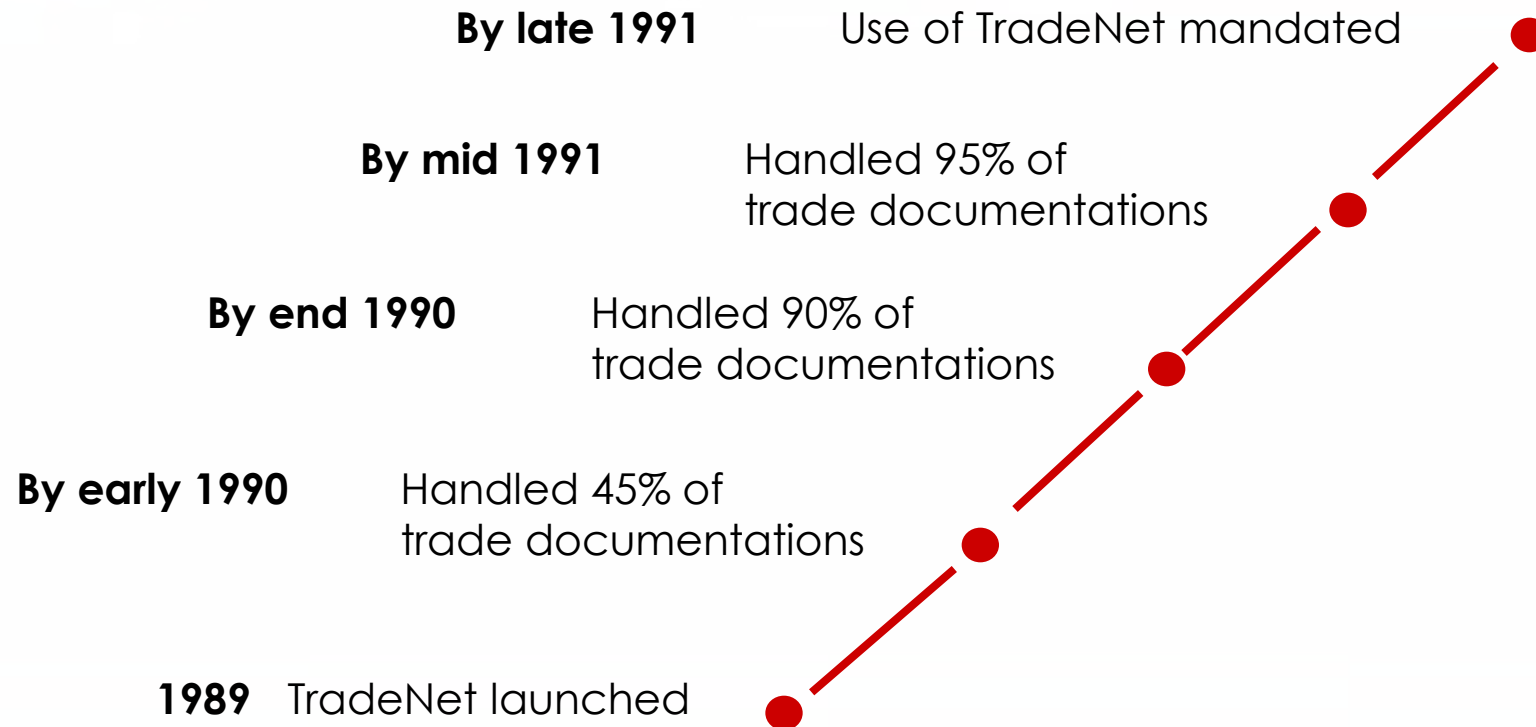 By late 1991 Use of TradeNet mandated
By mid 1991 Handled 95% of
trade documentations
By end 1990 Handled 90% of
trade documentations
By early 1990 Handled 45% of
trade documentations
1989 TradeNet launched